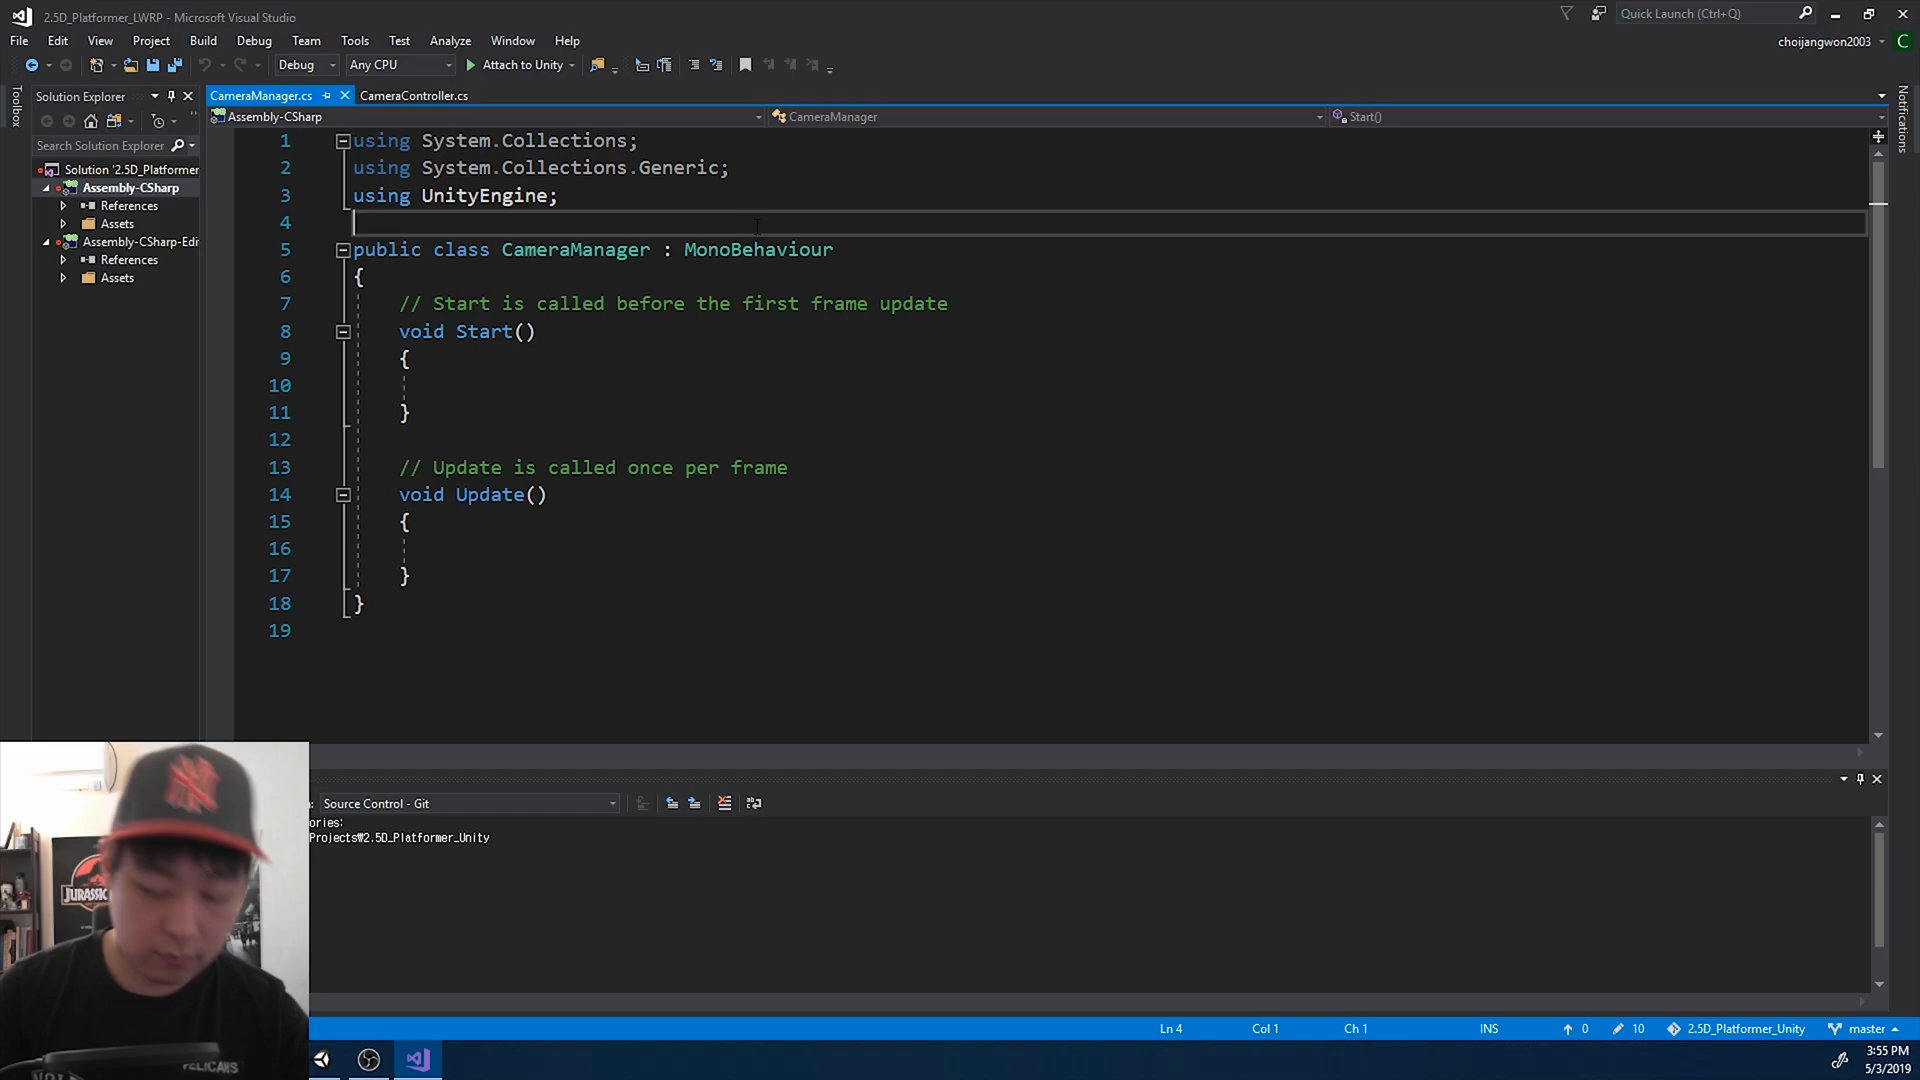 2.5D_Platformer_LWRP - Microsoft Visual Studio
Quick Launch (Ctrl+Q)
File Edit View Project Build Debug Team Tools Test Analyze Window Help
choijangwon2003 C
Debug Any CPU Attach to Unity
Toolbox
Solution Explorer
CameraManager.cs CameraController.cs
Notifications
Assembly-CSharp CameraManager Start()
Search Solution Explorer
Solution '2.5D_Platformer
Assembly-CSharp
References
Assets
Assembly-CSharp-Edi
References
Assets
1 using System.Collections;
2 using System.Collections.Generic;
3 using UnityEngine;
4
5 public class CameraManager : MonoBehaviour
6 {
7 // Start is called before the first frame update
8 void Start()
9 {
10
11 }
12
13 // Update is called once per frame
14 void Update()
15 {
16
17 }
18 }
19
Source Control - Git
ories:
Projects₩2.5D_Platformer_Unity
JURASSIC
PELICANS
Ln 4 Col 1 Ch 1 INS 0 10 2.5D_Platformer_Unity master
3:55 PM
5/3/2019